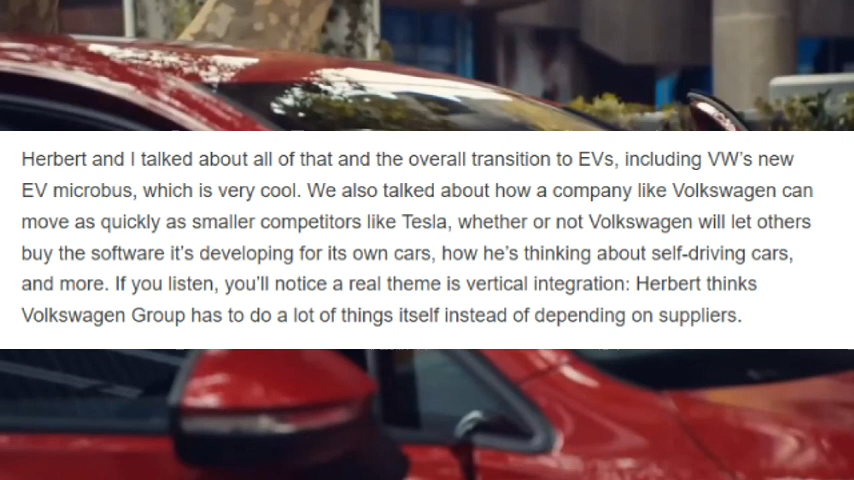 Herbert and I talked about all of that and the overall transition to EVs, including VW’s new
EV microbus, which is very cool. We also talked about how a company like Volkswagen can
move as quickly as smaller competitors like Tesla, whether or not Volkswagen will let others
buy the software it’s developing for its own cars, how he’s thinking about self-driving cars,
and more. If you listen, you’ll notice a real theme is vertical integration: Herbert thinks
Volkswagen Group has to do a lot of things itself instead of depending on suppliers.